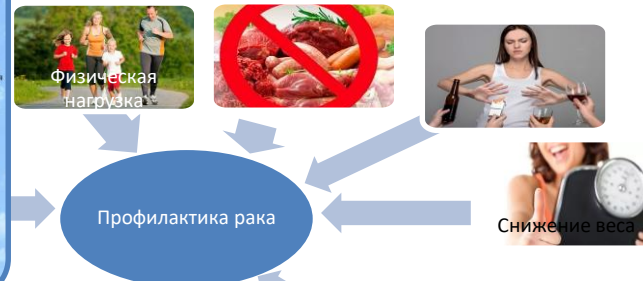 Физическая
нагрузка
Профилактика рака
Снижение веса